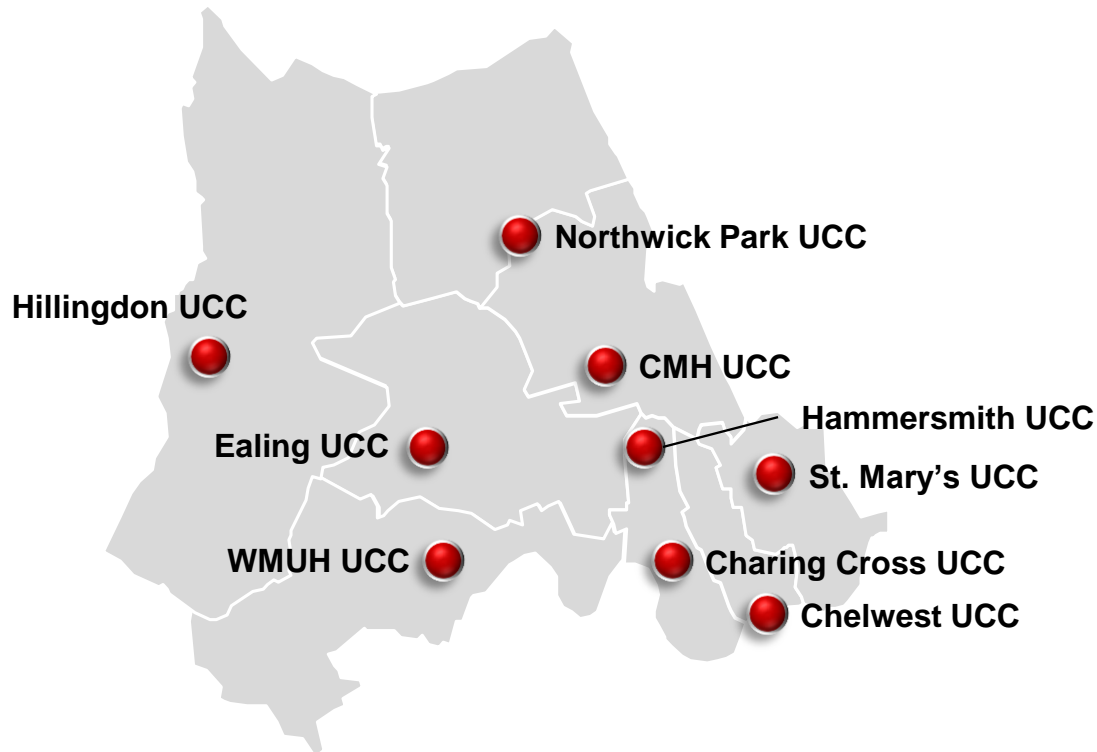 Northwick Park UCC
Hillingdon UCC
CMH UCC
Hammersmith UCC
Ealing UCC
St. Mary’s UCC
WMUH UCC
Charing Cross UCC
Chelwest UCC